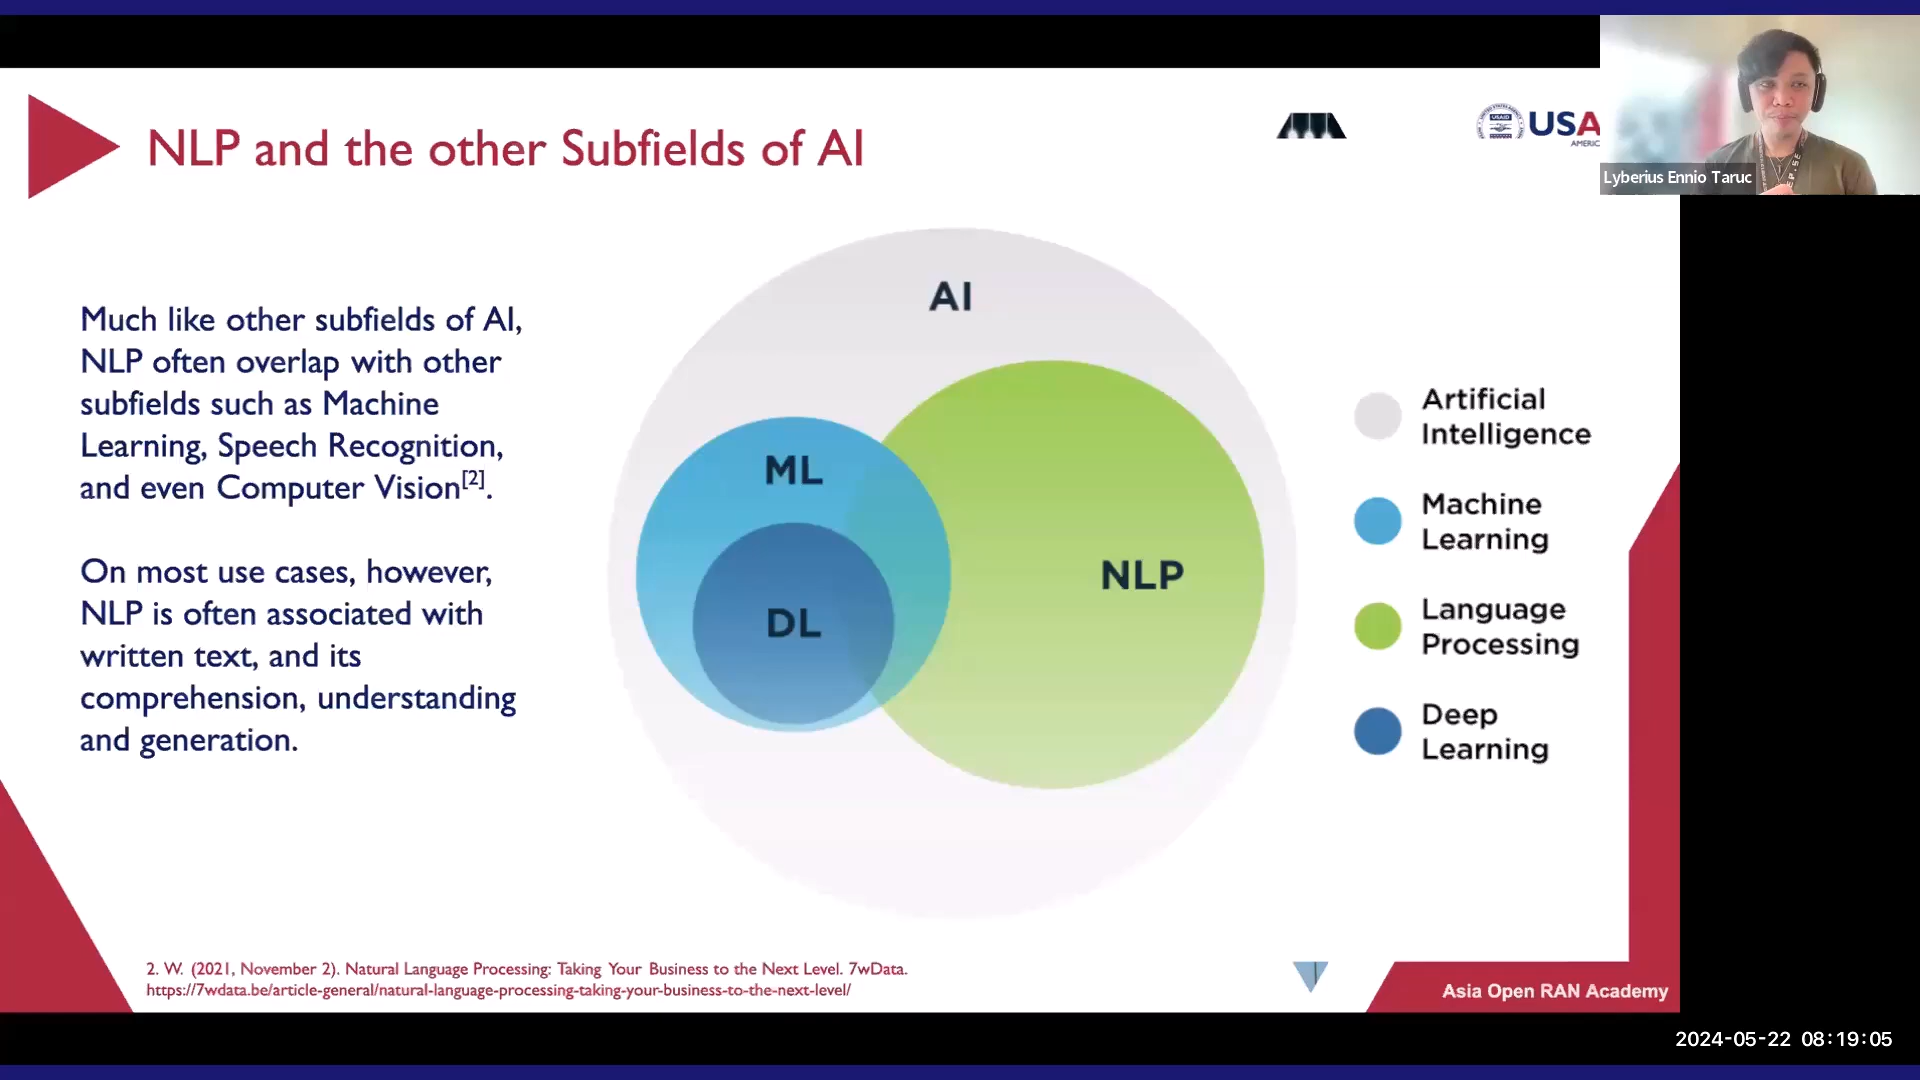 NLP and the other Subfields of AI
USAID
USA
AMERIC
Lyberius Ennio Taruc
Much like other subfields of AI,
NLP often overlap with other
subfields such as Machine
Learning, Speech Recognition,
and even Computer Vision[2].
On most use cases, however,
NLP is often associated with
written text, and its
comprehension, understanding
and generation.
AI
ML
DL
NLP
Artificial
Intelligence
Machine
Learning
Language
Processing
Deep
Learning
2. W. (2021, November 2). Natural Language Processing: Taking Your Business to the Next Level. 7wData.
https://7wdata.be/article-general/natural-language-processing-taking-your-business-to-the-next-level/
Asia Open RAN Academy
2024-05-22 08:19:05